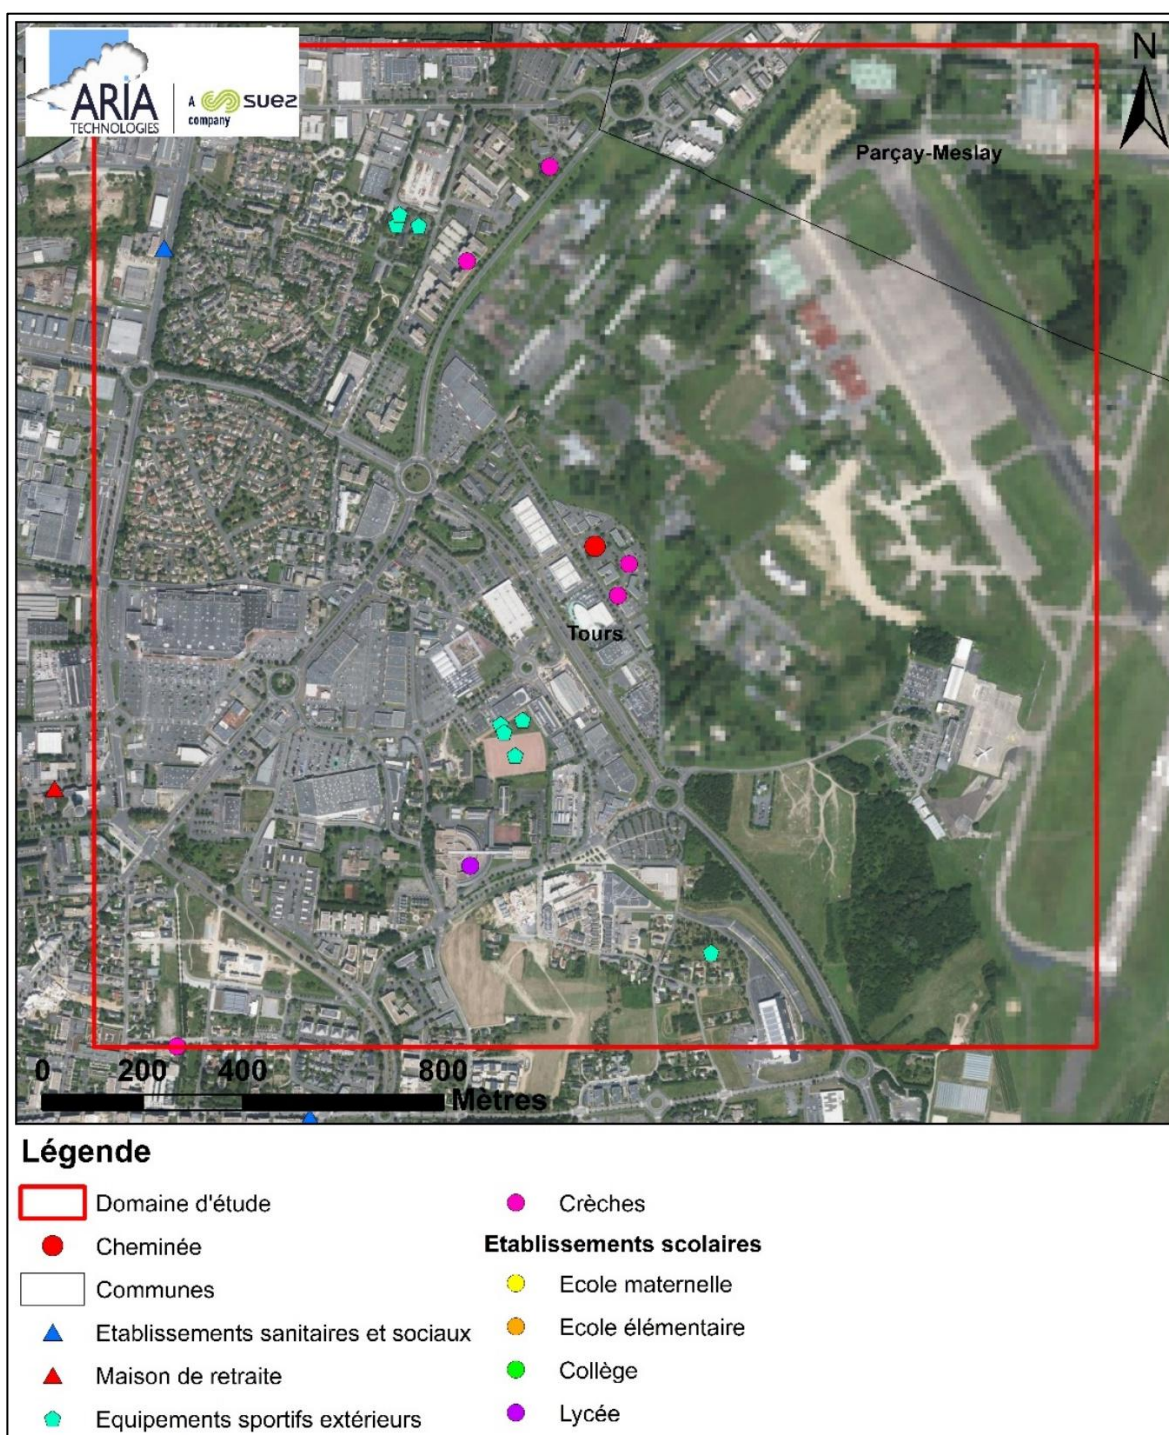 ARIA
TECHNOLOGIES
A
company
suez
N
Parçay-Meslay
Tours
0 200 400 800
Mètres
Légende
Domaine d'étude
Cheminée
Communes
Etablissements sanitaires et sociaux
Maison de retraite
Equipements sportifs extérieurs
Crèches
Etablissements scolaires
Ecole maternelle
Ecole élémentaire
Collège
Lycée